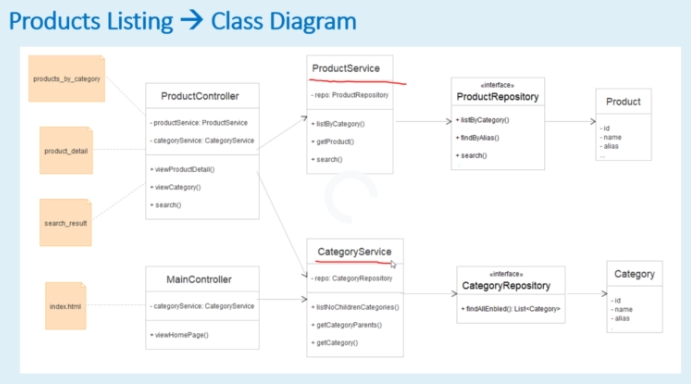 Products Listing → Class Diagram
products_by_category
product_detail
search_result
index.html
ProductController
- productService: ProductService
- categoryService: CategoryService
+ viewProductDetail()
+ viewCategory()
+ search()
MainController
- categoryService: CategoryService
+ viewHomePage()
ProductService
- repo: ProductRepository
+ listByCategory()
+ getProduct()
+ search()
CategoryService
- repo: CategoryRepository
+ listNoChildrenCategories()
+ getCategoryParents()
+ getCategory()
«interface»
ProductRepository
+ listByCategory()
+ findByAlias()
+ search()
«interface»
CategoryRepository
+ findAllEnbled(): List<Category>
Product
- id
- name
- alias
...
Category
- id
- name
- alias